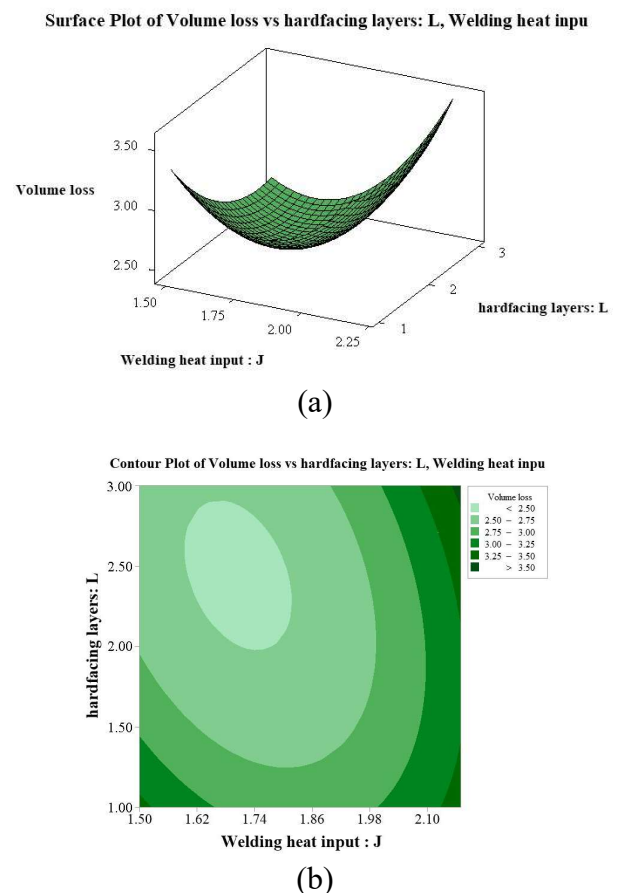 Surface Plot of Volume loss vs hardfacing layers: L, Welding heat inpu
3.50
Volume loss
3.00
2.50
3
2
1
hardfacing layers: L
1.50
1.75
2.00
2.25
Welding heat input : J
(a)
Contour Plot of Volume loss vs hardfacing layers: L, Welding heat inpu
3.00
2.50
2.00
1.50
1.00
hardfacing layers: L
Volume loss
< 2.50
2.50 – 2.75
2.75 – 3.00
3.00 – 3.25
3.25 – 3.50
> 3.50
1.50 1.62 1.74 1.86 1.98 2.10
Welding heat input : J
(b)